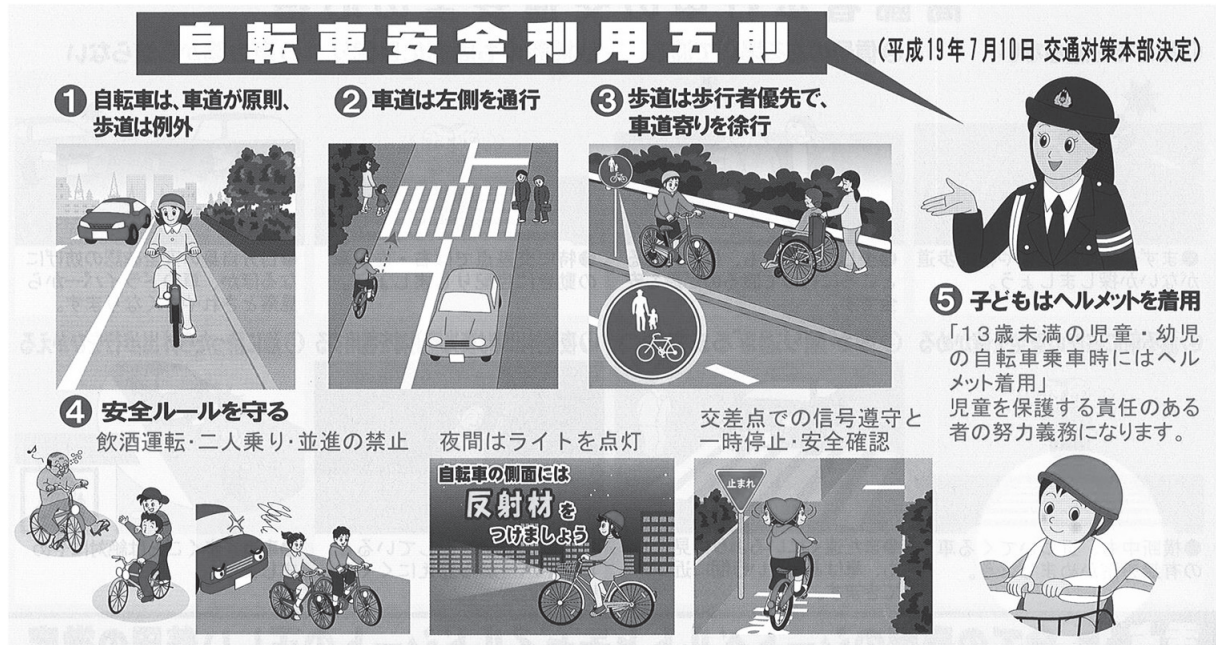 自転車安全利用五則
(平成19年7月10日 交通対策本部決定)
1 自転車は、車道が原則、
歩道は例外
2 車道は左側を通行
3 歩道は歩行者優先で、
車道寄りを徐行
4 安全ルールを守る
飲酒運転・二人乗り・並進の禁止
夜間はライトを点灯
自転車の側面には
反射材を
つけましょう
交差点での信号遵守と
一時停止・安全確認
止まれ
5 子どもはヘルメットを着用
「13歳未満の児童・幼児
の自転車乗車時にはヘル
メット着用」
児童を保護する責任のある
者の努力義務になります。